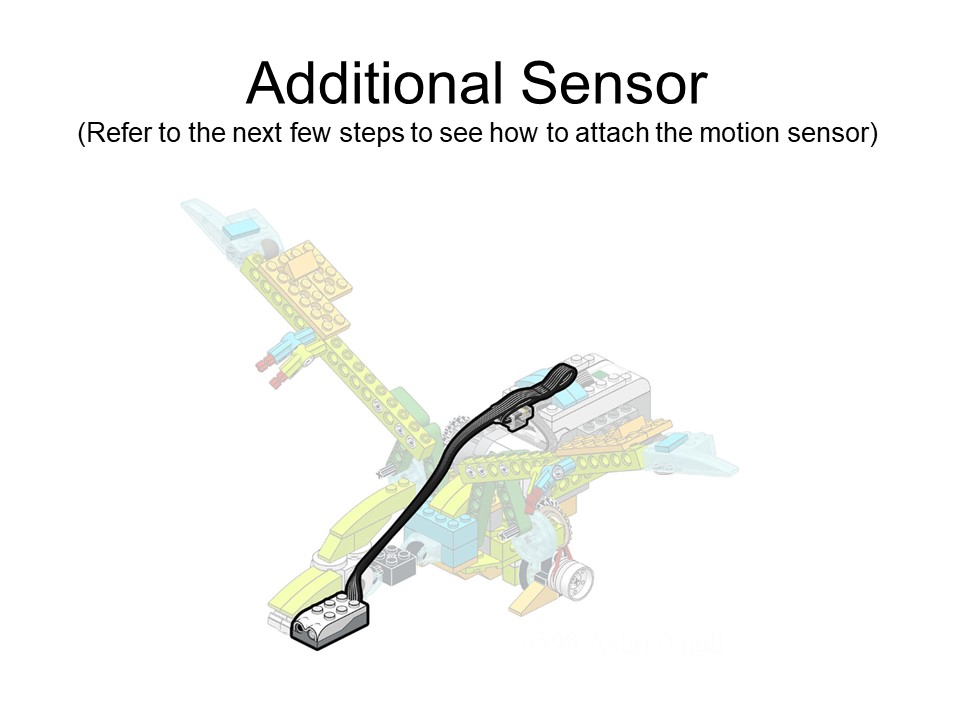 Additional Sensor
(Refer to the next few steps to see how to attach the motion sensor)